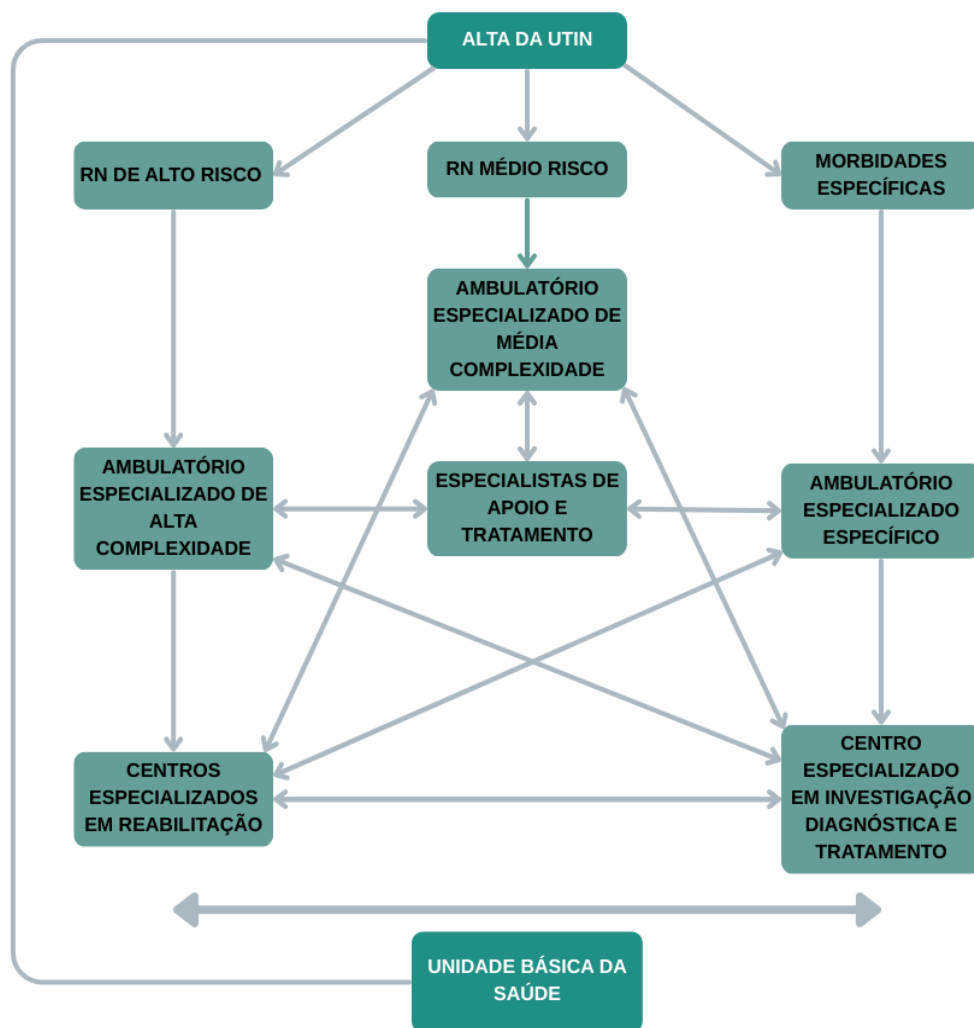 ALTA DA UTIN
RN DE ALTO RISCO
RN MÉDIO RISCO
MORBIDADES
ESPECÍFICAS
AMBULATÓRIO
ESPECIALIZADO DE
MÉDIA
COMPLEXIDADE
AMBULATÓRIO
ESPECIALIZADO DE
ALTA
COMPLEXIDADE
ESPECIALISTAS DE
APOIO E
TRATAMENTO
AMBULATÓRIO
ESPECIALIZADO
ESPECÍFICO
CENTROS
ESPECIALIZADOS
EM REABILITAÇÃO
CENTRO
ESPECIALIZADO
EM INVESTIGAÇÃO
DIAGNÓSTICA E
TRATAMENTO
UNIDADE BÁSICA DA
SAÚDE